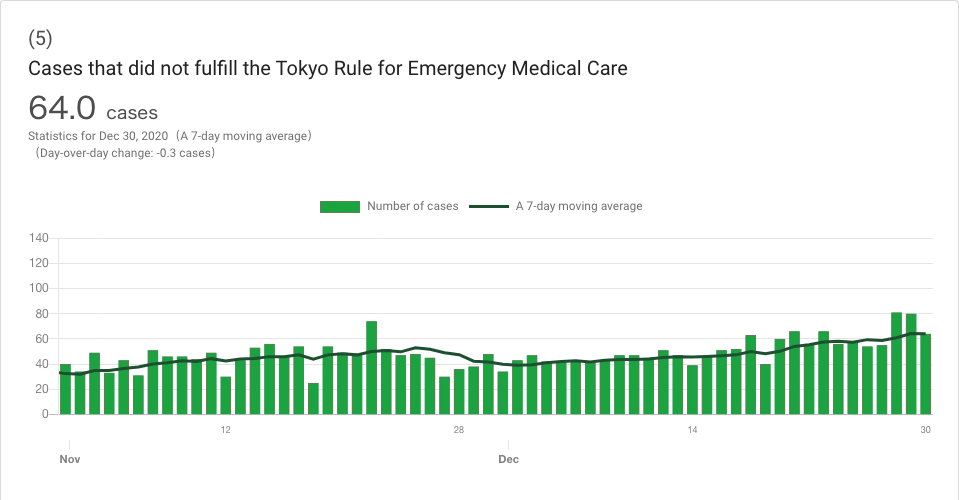 (5)
Cases that did not fulfill the Tokyo Rule for Emergency Medical Care
64.0 cases
Statistics for Dec 30, 2020 (A 7-day moving average)
(Day-over-day change: -0.3 cases)
Number of cases A 7-day moving average
140
120
100
80
60
40
20
0
12 28 14 30
Nov Dec